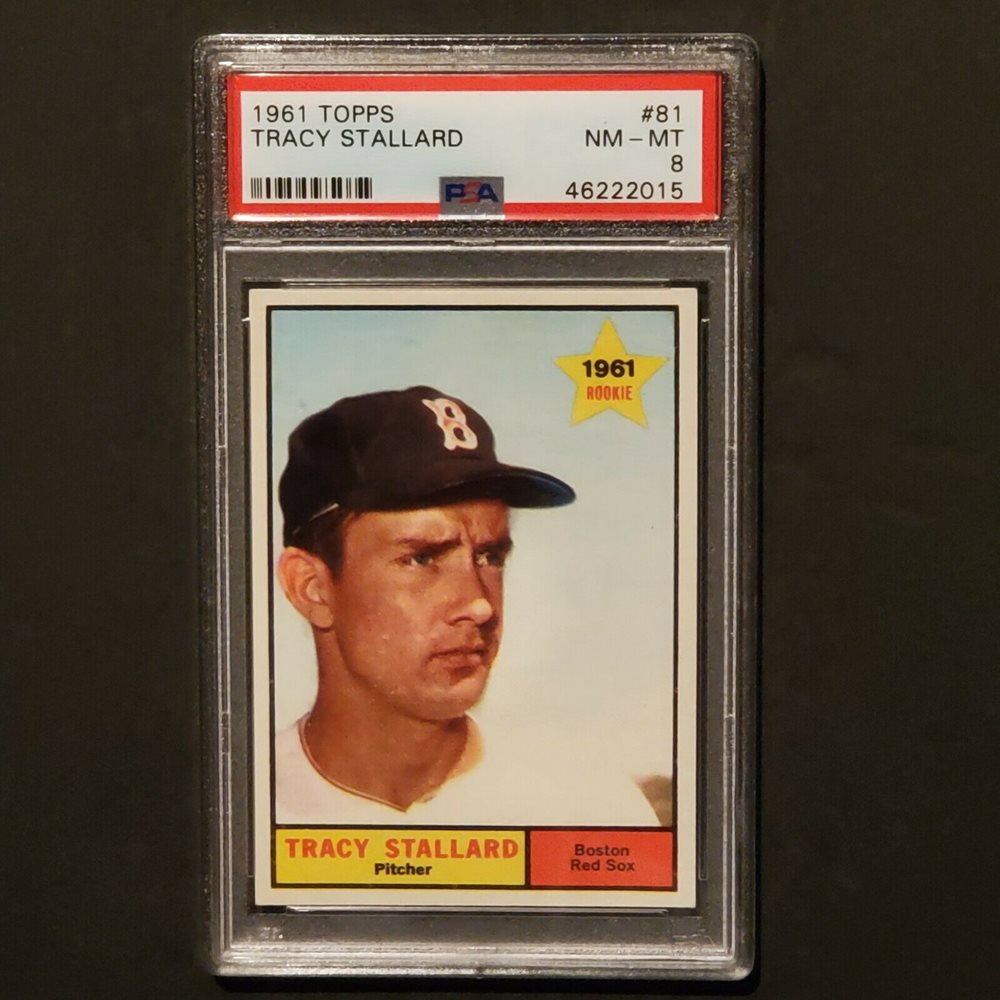 1961 TOPPS #81
TRACY STALLARD NM-MT
8
PSA 46222015
B
1961
ROOKIE
TRACY STALLARD
Pitcher
Boston
Red Sox